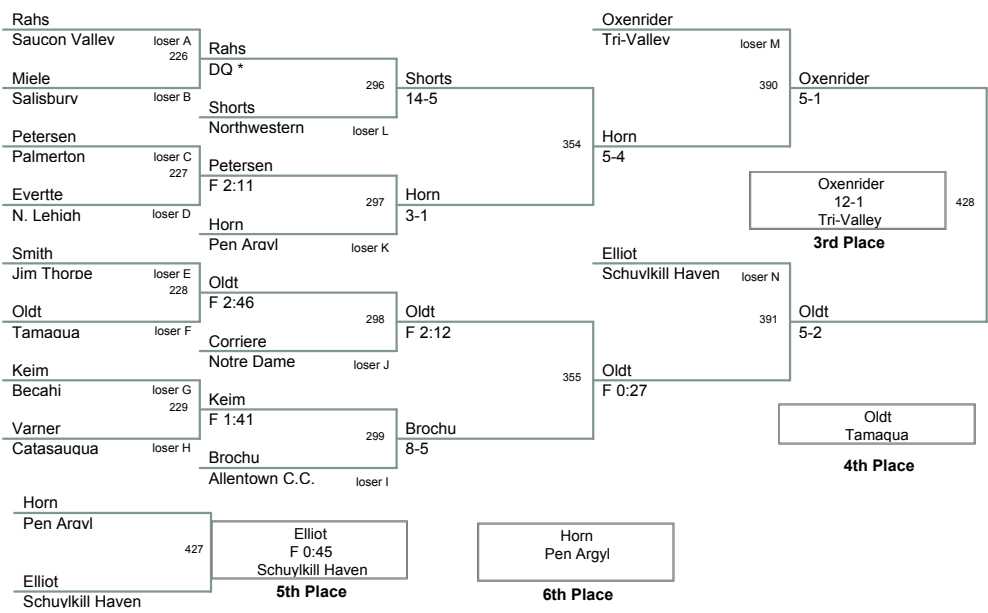 Rahs
Saucon Valley
loser A
226
Miele
Salisbury
loser B
Petersen
Palmerton
loser C
227
Evertte
N. Lehigh
loser D
Smith
Jim Thorpe
loser E
228
Oldt
Tamaqua
loser F
Keim
Becahi
loser G
229
Varner
Catasauqua
loser H
Rahs
DQ *
296
Shorts
Northwestern
loser L
Petersen
F 2:11
297
Horn
Pen Argyl
loser K
Oldt
F 2:46
298
Corriere
Notre Dame
loser J
Keim
F 1:41
299
Brochu
Allentown C.C.
loser I
Shorts
14-5
354
Horn
3-1
Oldt
F 2:12
355
Brochu
8-5
Oxenrider
Tri-Valley
loser M
390
Horn
5-4
Elliot
Schuylkill Haven
loser N
391
Oldt
F 0:27
Oxenrider
5-1
428
Oldt
5-2
Oxenrider
12-1
Tri-Valley
3rd Place
Oldt
Tamaqua
4th Place
Horn
Pen Argyl
427
Elliot
Schuylkill Haven
Elliot
F 0:45
Schuylkill Haven
5th Place
Horn
Pen Argyl
6th Place